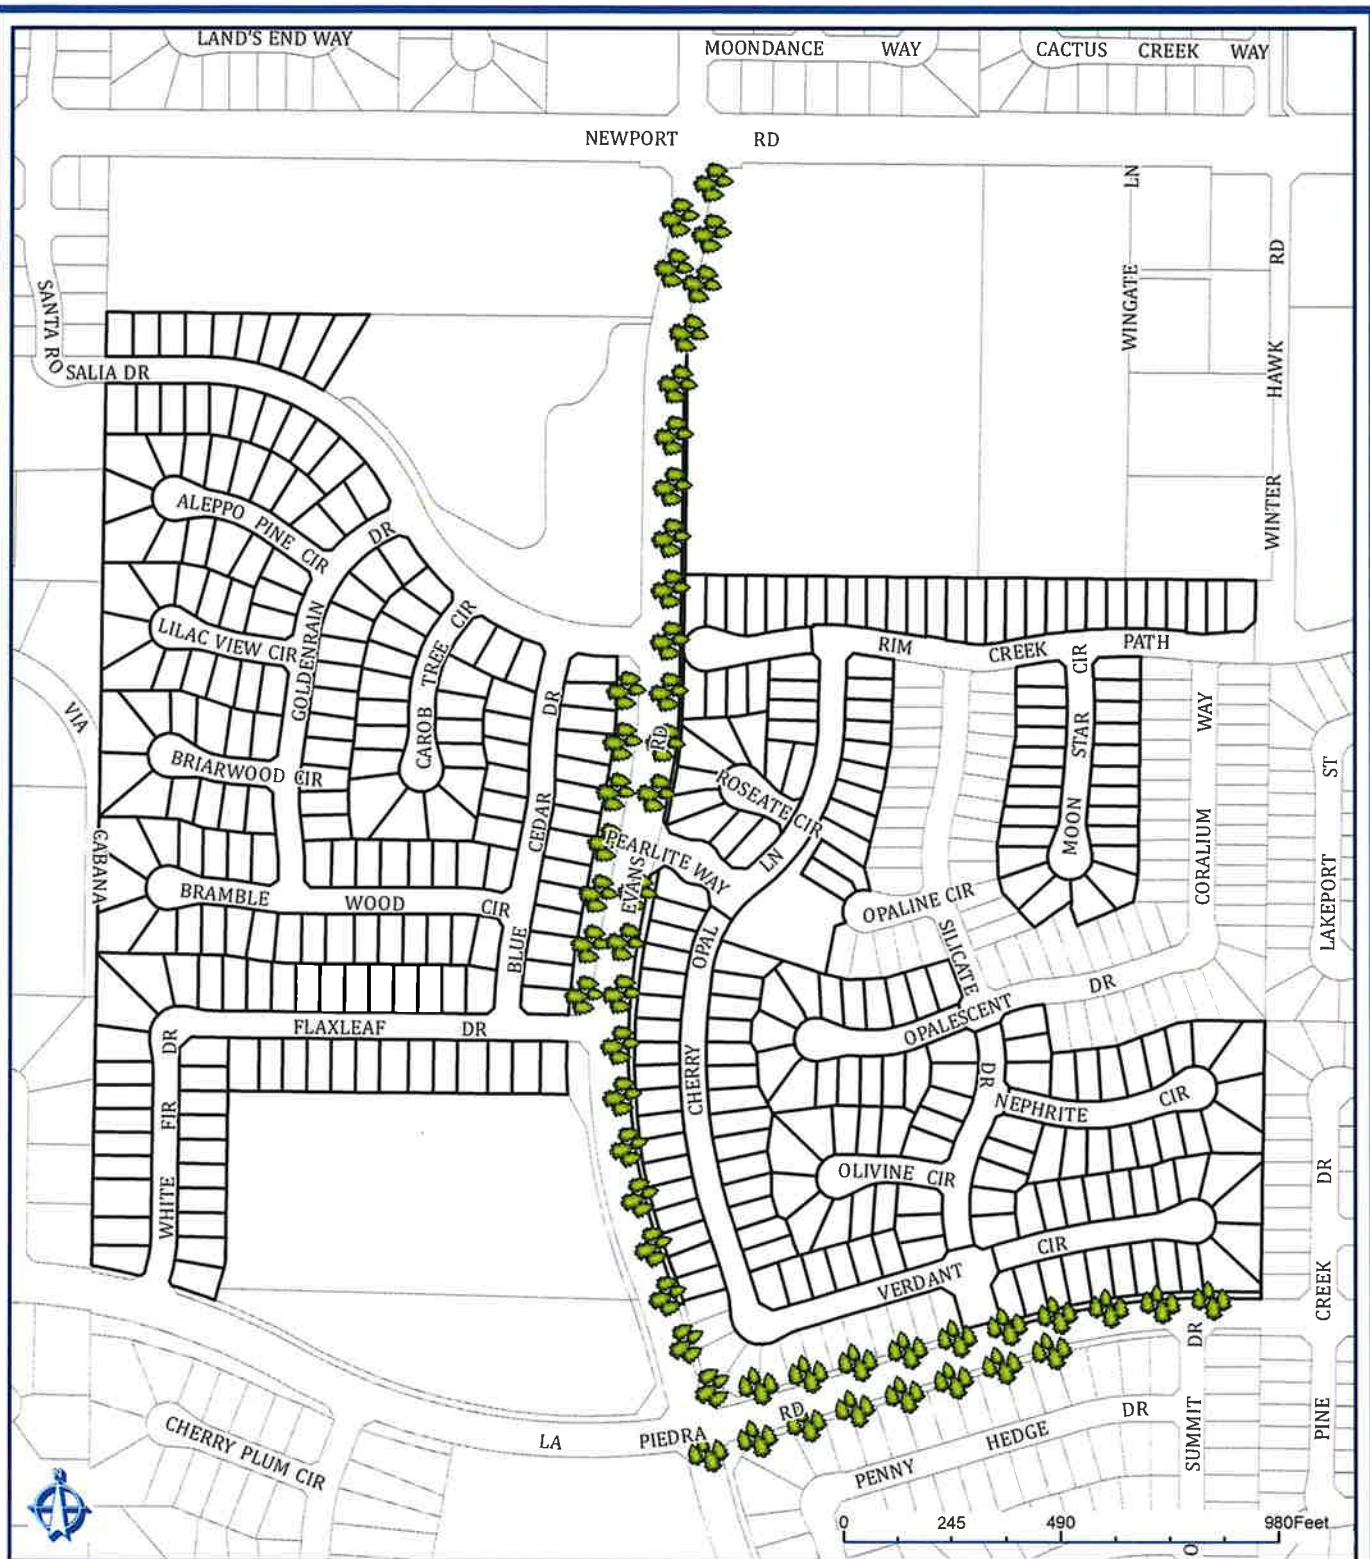 LAND'S END WAY
MOONDANCE WAY
CACTUS CREEK WAY
NEWPORT RD
WINGATE LN
WINTER HAWK RD
SANTA RO
SALIA DR
ALEPPO PINE CIR
GOLDENRAIN DR
CAROB TREE CIR
LILAC VIEW CIR
BRIARWOOD CIR
BLUE CEDAR DR
VIA
GABANA
BRAMBLE WOOD CIR
FLAXLEAF DR
WHITE FIR DR
EVANS RD
RIM CREEK PATH
MOON STAR CIR
CORALIUM WAY
LAKEPORT ST
ROSEATE CIR
PEARLITE WAY
CHERRY OPAL LN
OPALINE CIR
SILICATE DR
OPALESCENT DR
NEPHRITE CIR
OLIVINE CIR
VERDANT CIR
PINE CREEK DR
LA PIEDRA RD
CHERRY PLUM CIR
PENNY HEDGE DR
SUMMIT DR
O
0 245 490 980Feet